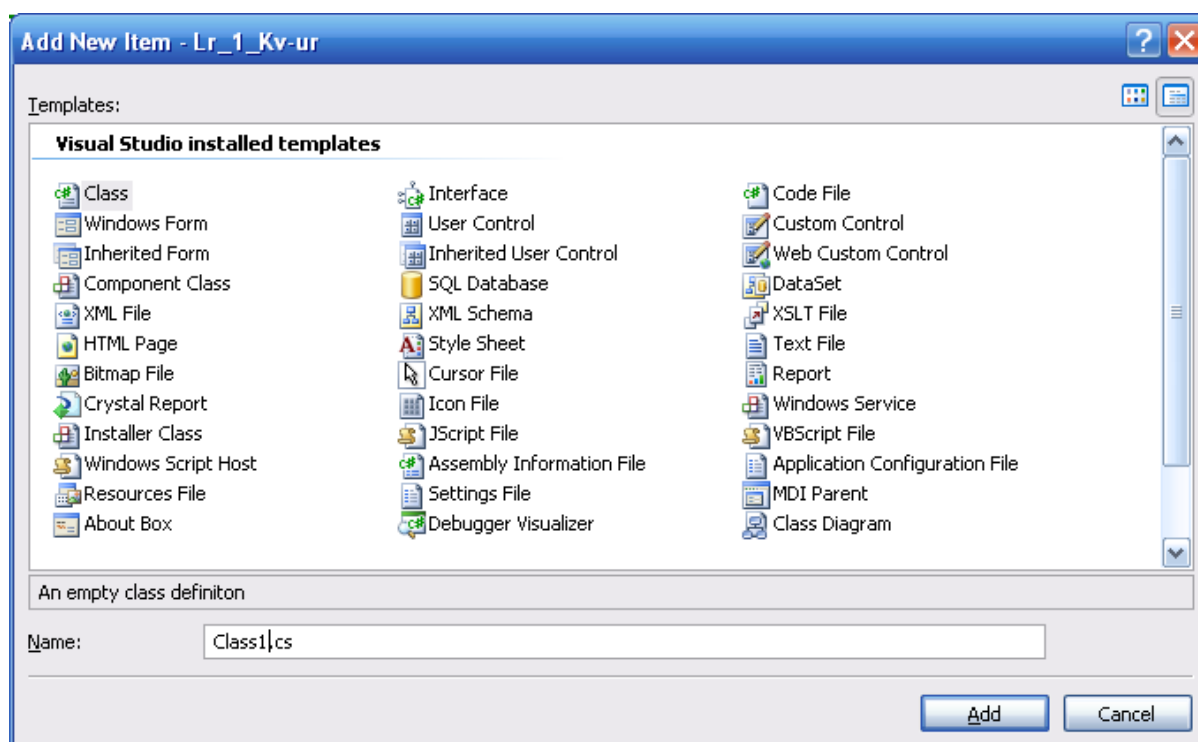 Add New Item - Lr_1_Kv-ur
Templates:
Visual Studio installed templates
Class
Interface
Code File
Windows Form
User Control
Custom Control
Inherited Form
Inherited User Control
Web Custom Control
Component Class
SQL Database
DataSet
XML File
XML Schema
XSLT File
HTML Page
Style Sheet
Text File
Bitmap File
Cursor File
Report
Crystal Report
Icon File
Windows Service
Installer Class
JScript File
VBScript File
Windows Script Host
Assembly Information File
Application Configuration File
Resources File
Settings File
MDI Parent
About Box
Debugger Visualizer
Class Diagram
An empty class definiton
Name:
Class1.cs
Add
Cancel